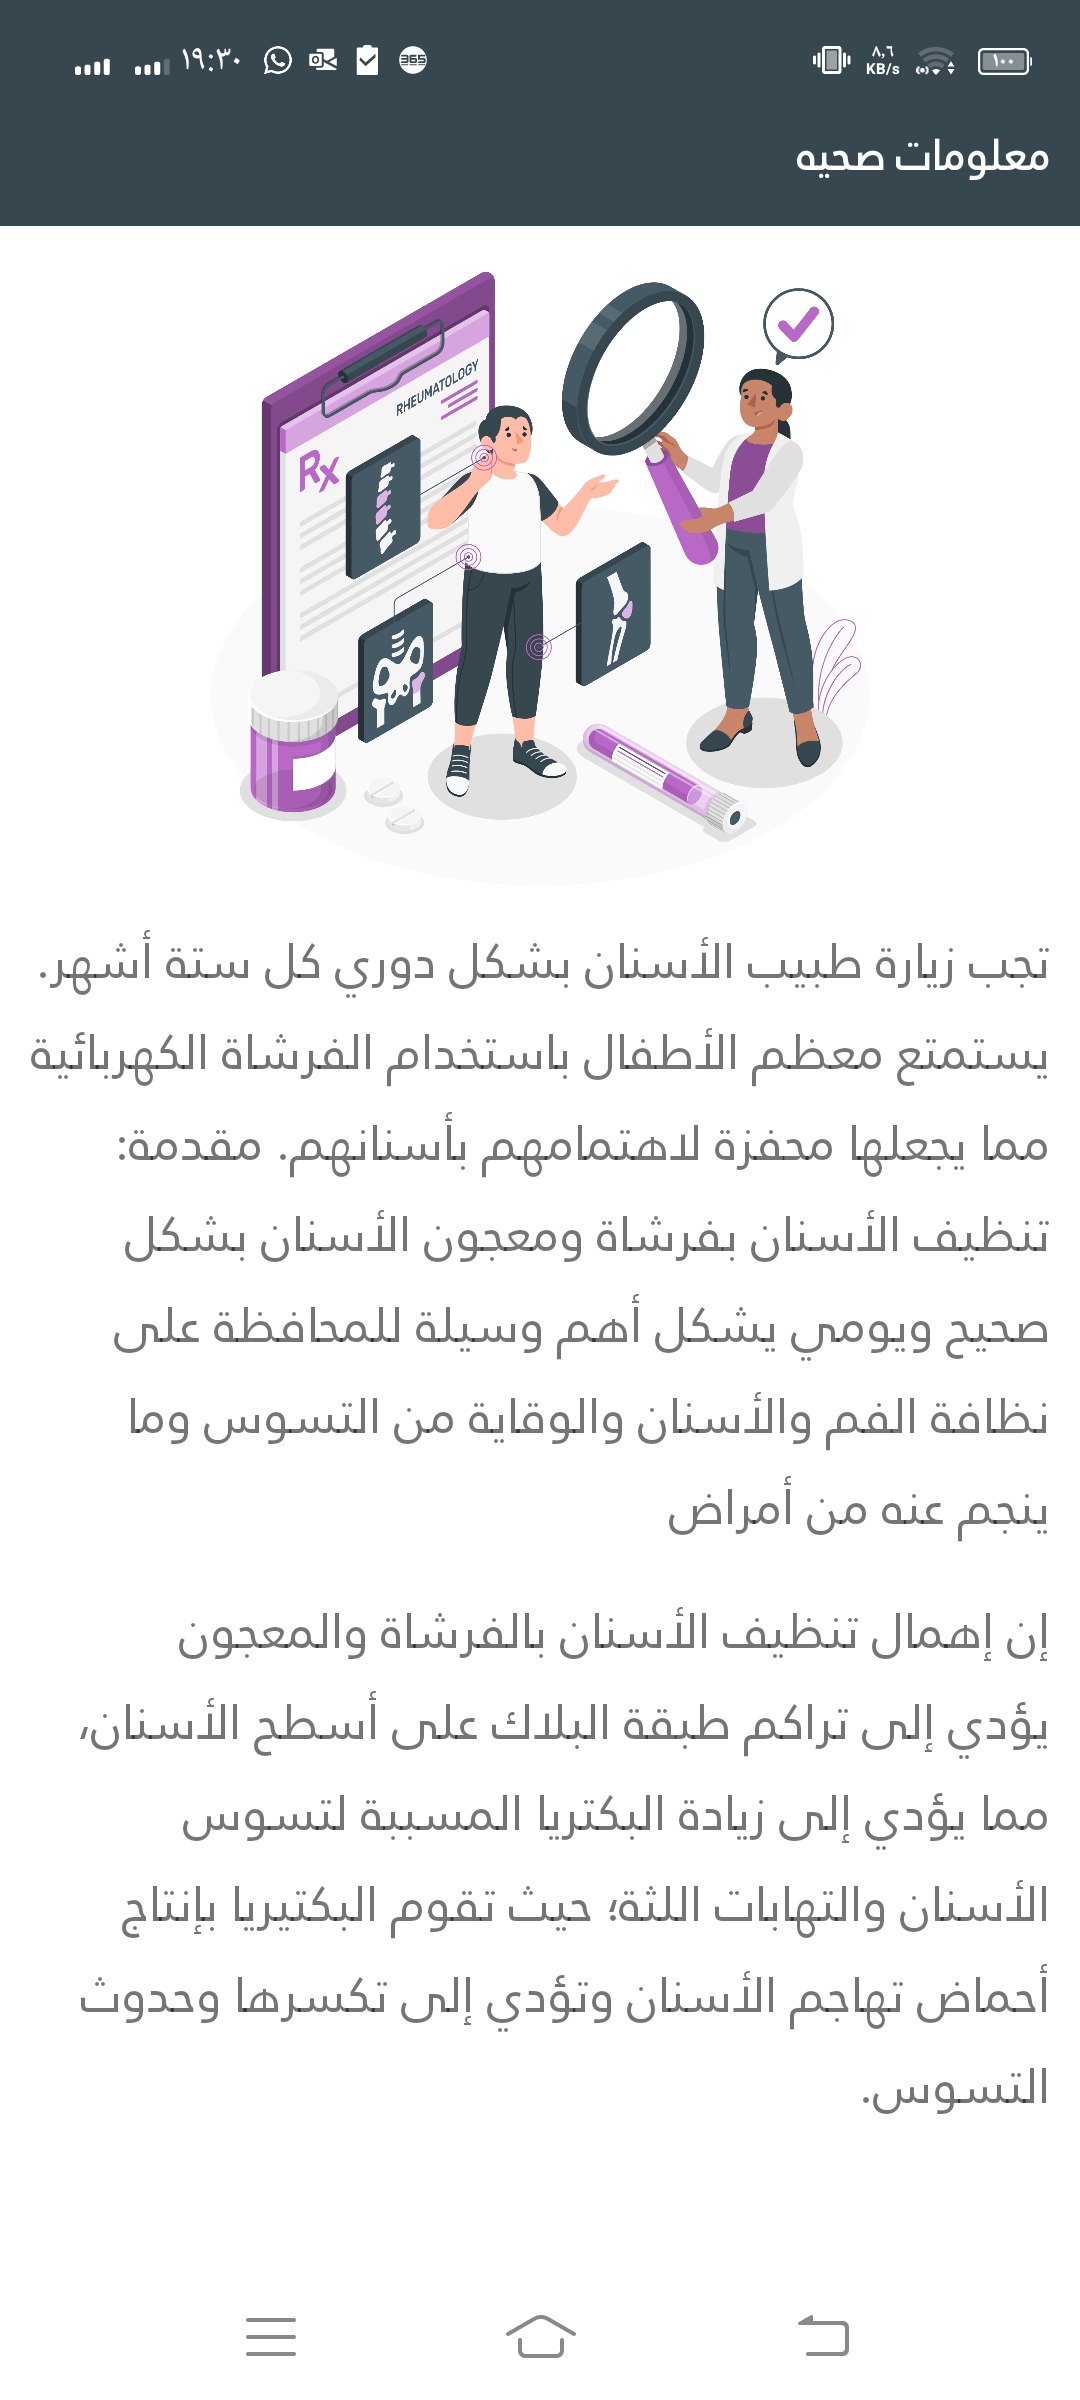 ١٩:٣٠
365
٨,٦
KB/s
١٠٠
معلومات صحيه
RHEUMATOLOGY
Rx
تجب زيارة طبيب الأسنان بشكل دوري كل ستة أشهر.
يستمتع معظم الأطفال باستخدام الفرشاة الكهربائية
مما يجعلها محفزة لاهتمامهم بأسنانهم. مقدمة:
تنظيف الأسنان بفرشاة ومعجون الأسنان بشكل
صحيح ويومي يشكل أهم وسيلة للمحافظة على
نظافة الفم والأسنان والوقاية من التسوس وما
ينجم عنه من أمراض
إن إهمال تنظيف الأسنان بالفرشاة والمعجون
يؤدي إلى تراكم طبقة البلاك على أسطح الأسنان،
مما يؤدي إلى زيادة البكتريا المسببة لتسوس
الأسنان والتهابات اللثة؛ حيث تقوم البكتيريا بإنتاج
أحماض تهاجم الأسنان وتؤدي إلى تكسرها وحدوث
التسوس.